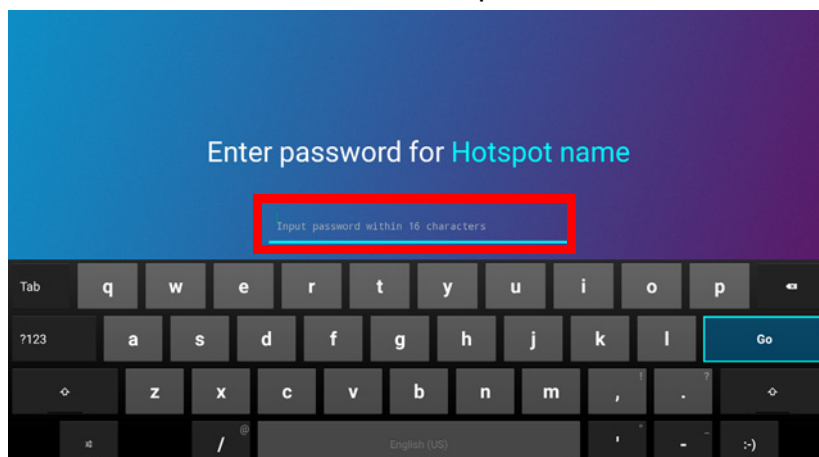 Enter password for Hotspot name
Input password within 16 characters
Tab q w e r t y u i o p
?123 a s d f g h j k l Go
z x c v b n m , ! . ?
/ @ English (US) ' " - _ :-)